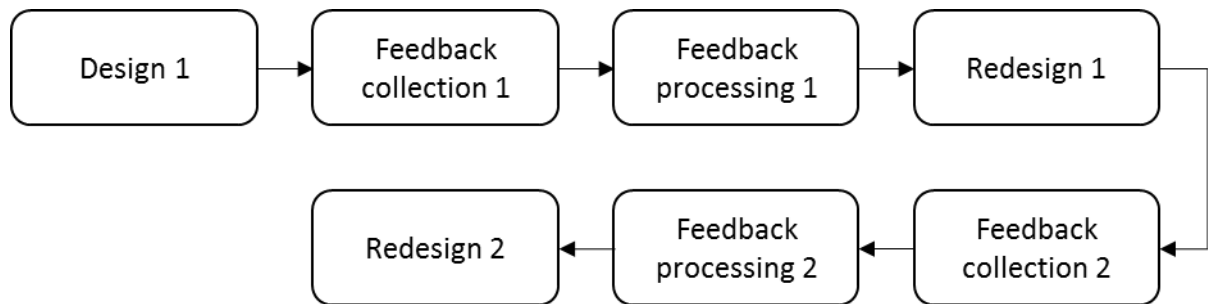 Design 1
Feedback
collection 1
Feedback
processing 1
Redesign 1
Feedback
collection 2
Feedback
processing 2
Redesign 2